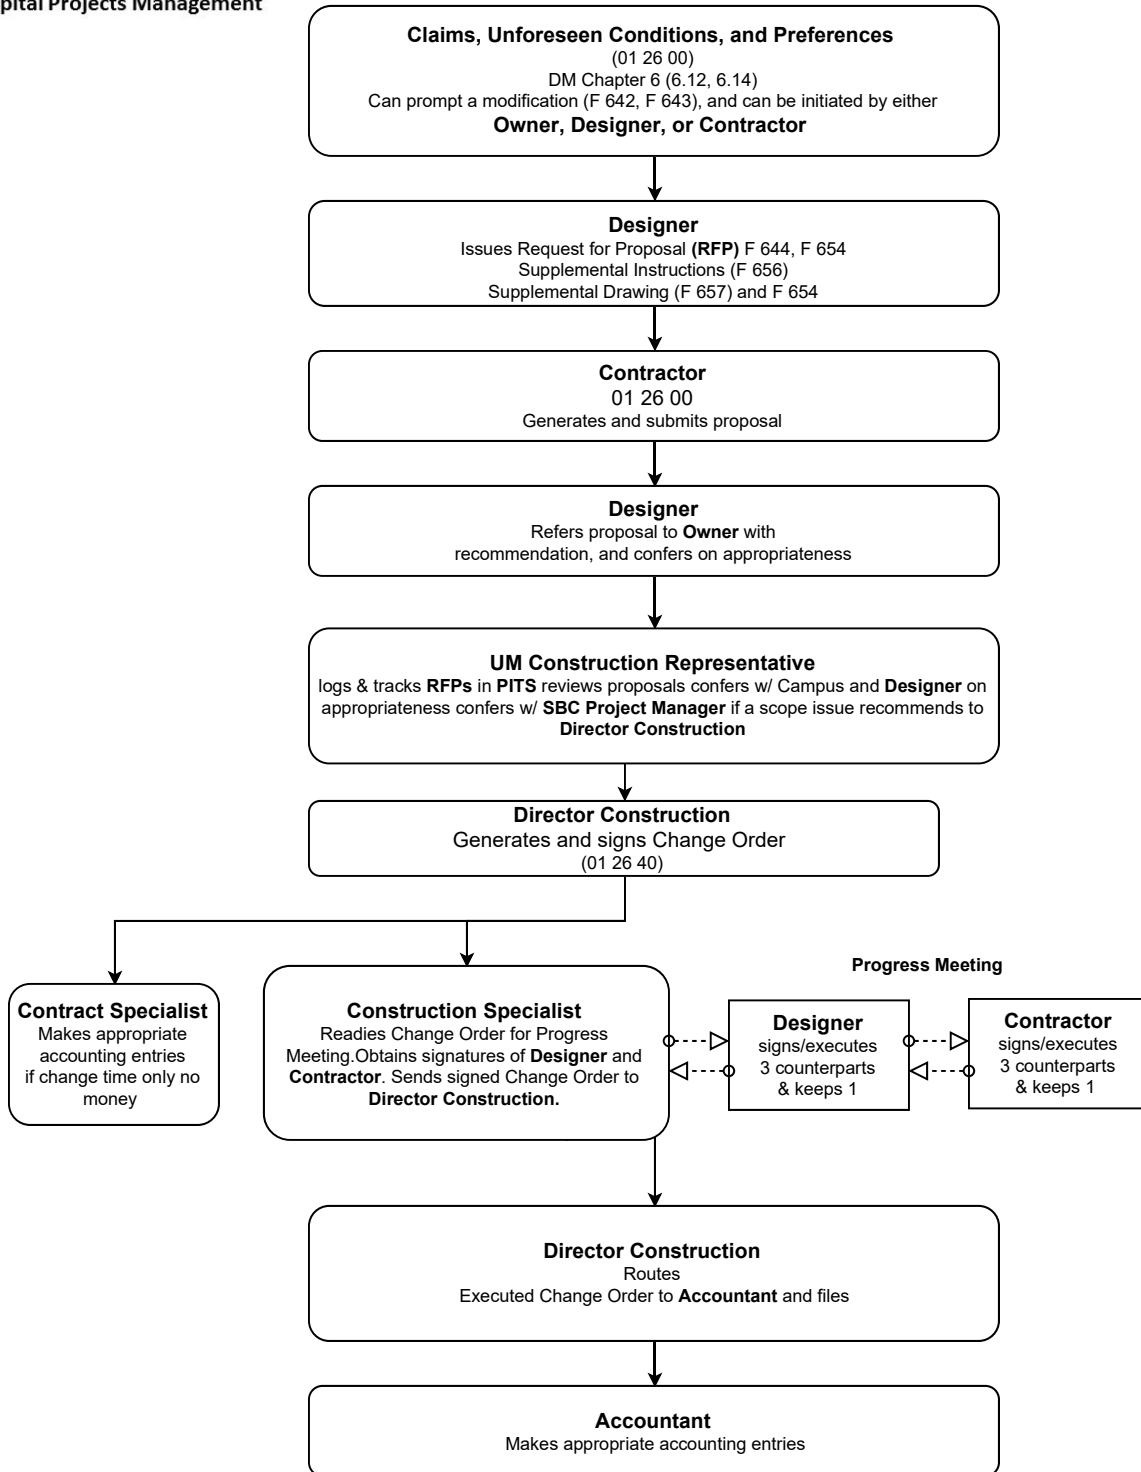 pital Projects Management
Claims, Unforeseen Conditions, and Preferences
(01 26 00)
DM Chapter 6 (6.12, 6.14)
Can prompt a modification (F 642, F 643), and can be initiated by either
Owner, Designer, or Contractor
Designer
Issues Request for Proposal (RFP) F 644, F 654
Supplemental Instructions (F 656)
Supplemental Drawing (F 657) and F 654
Contractor
01 26 00
Generates and submits proposal
Designer
Refers proposal to Owner with
recommendation, and confers on appropriateness
UM Construction Representative
logs & tracks RFPs in PITS reviews proposals confers w/ Campus and Designer on
appropriateness confers w/ SBC Project Manager if a scope issue recommends to
Director Construction
Director Construction
Generates and signs Change Order
(01 26 40)
Contract Specialist
Makes appropriate
accounting entries
if change time only no
money
Construction Specialist
Readies Change Order for Progress
Meeting.Obtains signatures of Designer and
Contractor. Sends signed Change Order to
Director Construction.
Progress Meeting
Designer
signs/executes
3 counterparts
& keeps 1
Contractor
signs/executes
3 counterparts
& keeps 1
Director Construction
Routes
Executed Change Order to Accountant and files
Accountant
Makes appropriate accounting entries